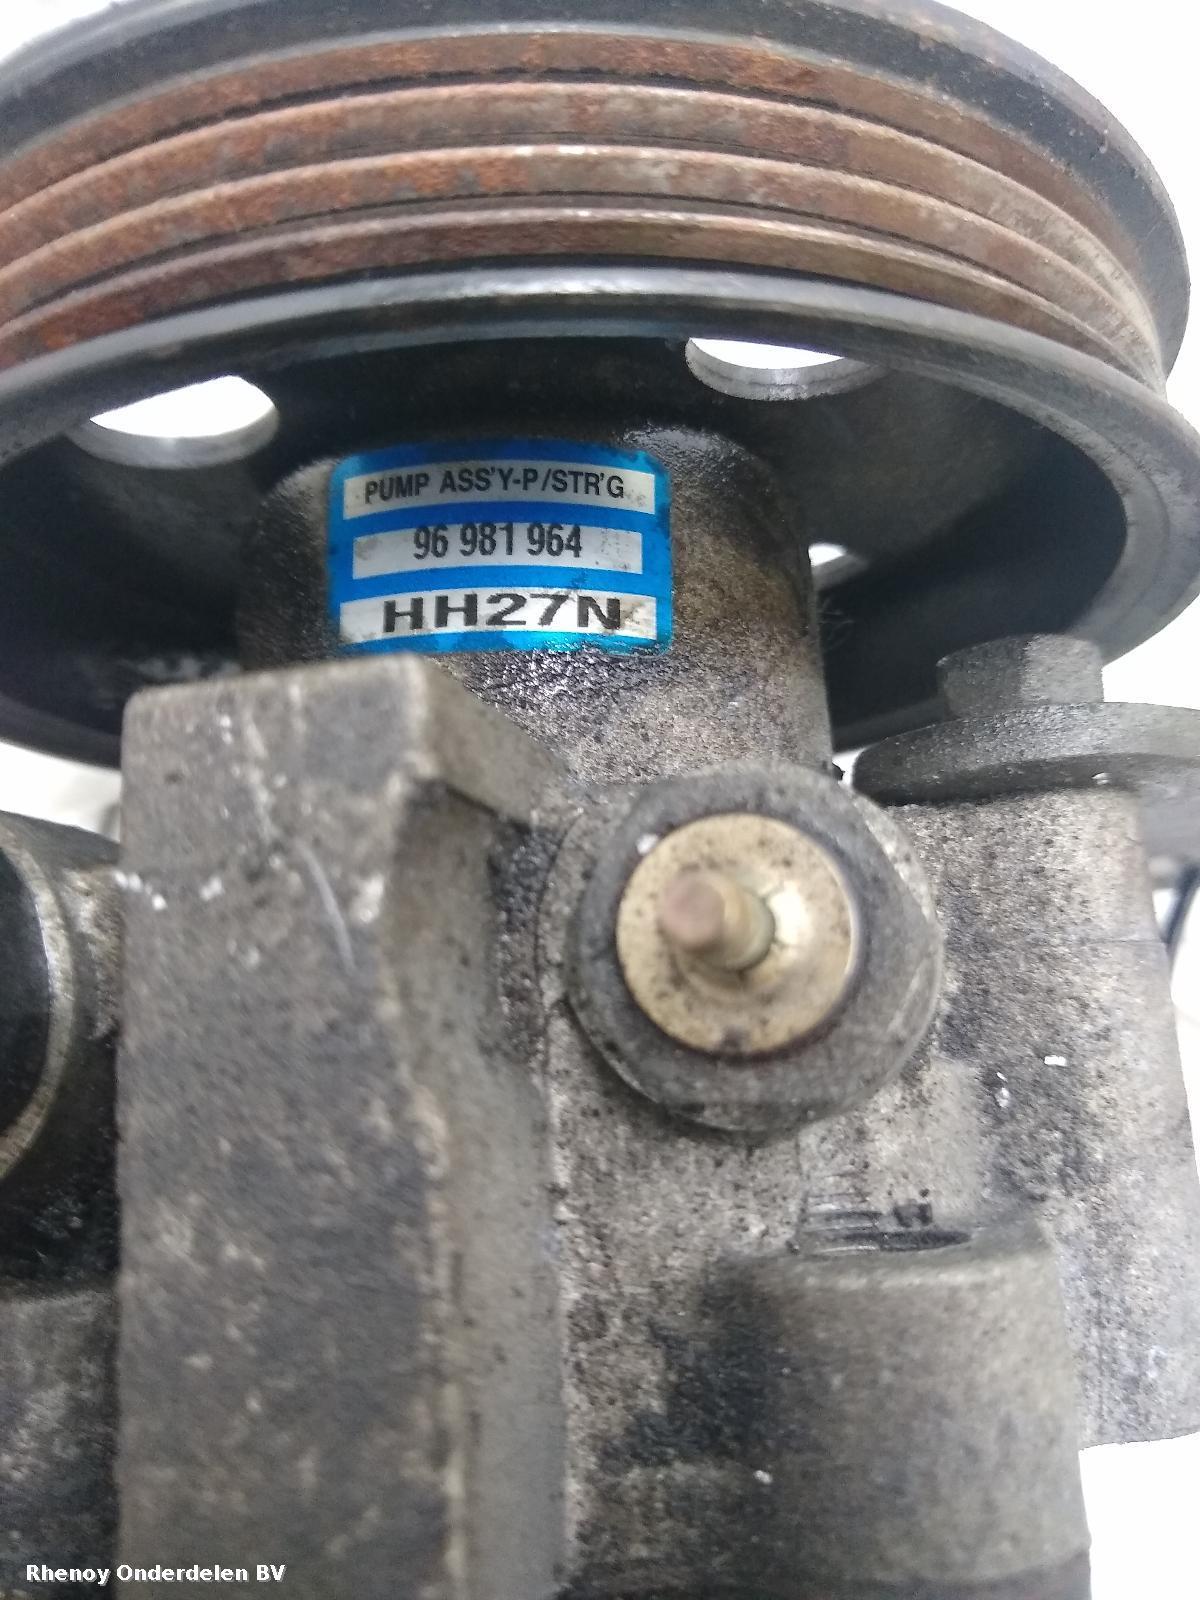 PUMP ASS'Y-P/STR'G
96 981 964
HH27N
Rhenoy Onderdelen BV